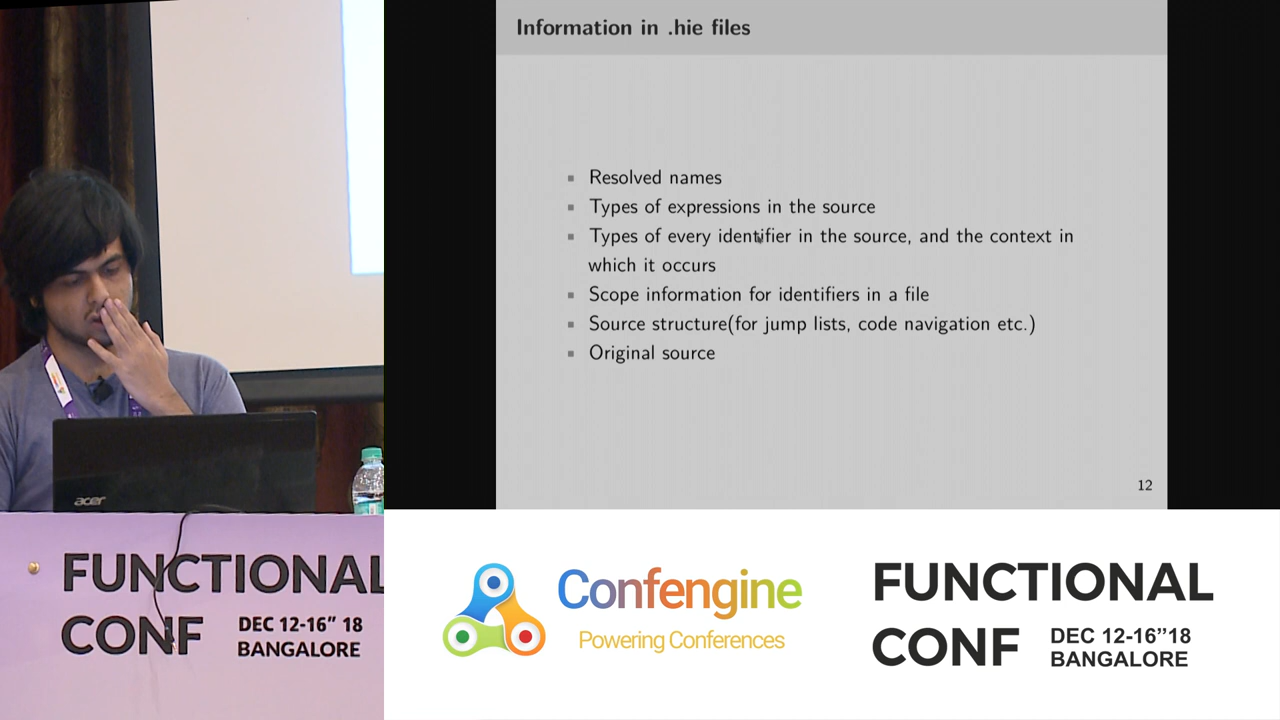 Information in .hie files
Resolved names
Types of expressions in the source
Types of every identifier in the source, and the context in
which it occurs
Scope information for identifiers in a file
Source structure(for jump lists, code navigation etc.)
Original source
12
acer
FUNCTIONAL
CONF
DEC 12-16" 18
BANGALORE
Confengine
Powering Conferences
FUNCTIONAL
CONF
DEC 12-16”18
BANGALORE